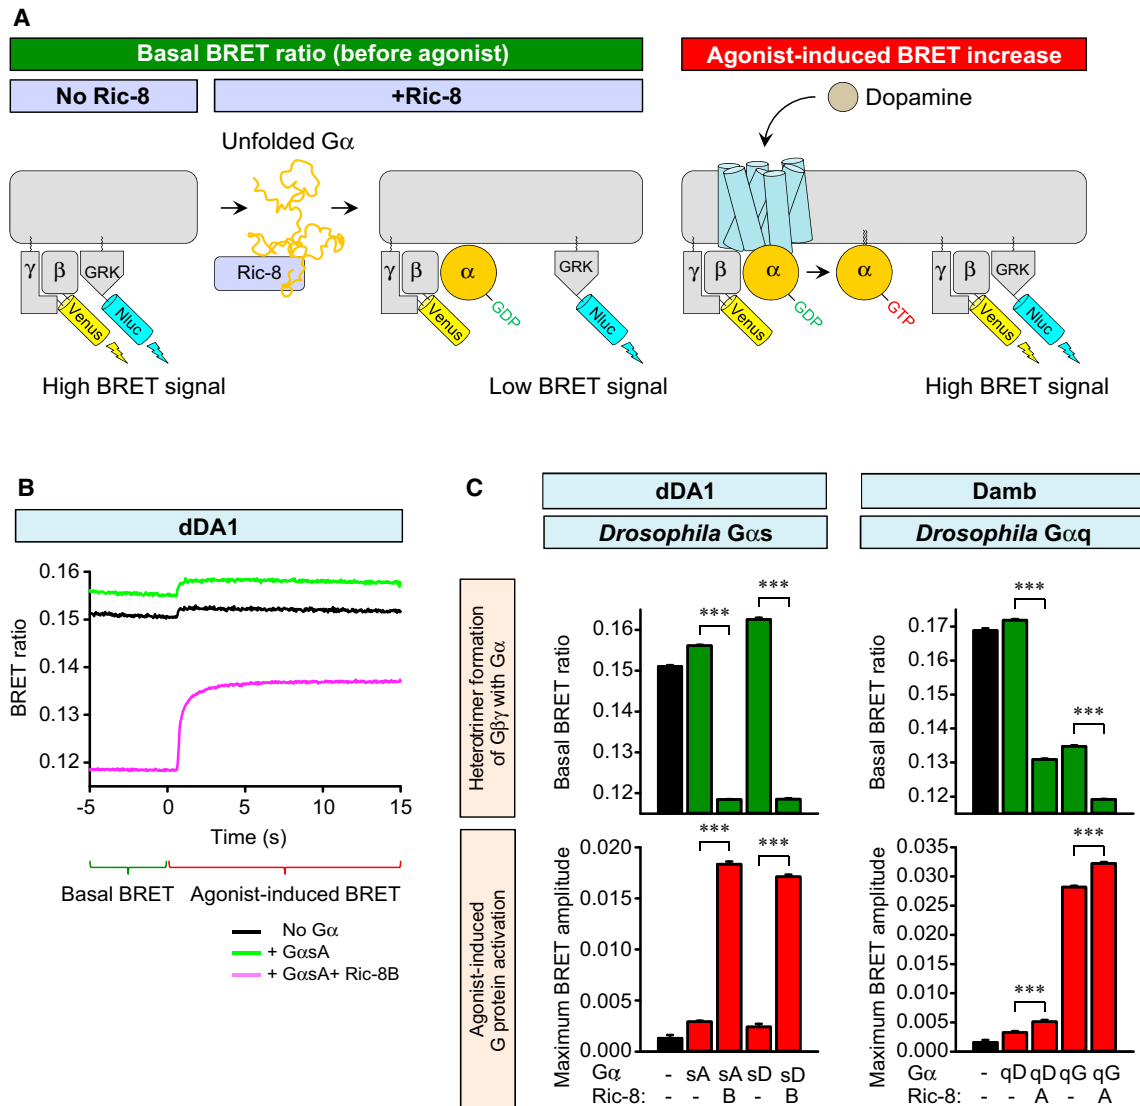 A
Basal BRET ratio (before agonist)
Agonist-induced BRET increase
No Ric-8
+Ric-8
Dopamine
Unfolded Gα
γ
β
GRK
Venus
Nluc
Ric-8
γ
β
α
GDP
Venus
GRK
Nluc
γ
β
α
GDP
Venus
α
GTP
γ
β
GRK
Venus
Nluc
High BRET signal
Low BRET signal
High BRET signal
B
dDA1
BRET ratio
0.16
0.15
0.14
0.13
0.12
-5
0
5
10
15
Time (s)
Basal BRET
Agonist-induced BRET
No Gα
+ GαsA
+ GαsA+ Ric-8B
C
dDA1
Damb
Drosophila Gαs
Drosophila Gαq
Heterotrimer formation
of Gβγ with Gα
Basal BRET ratio
0.16
0.15
0.14
0.13
0.12
***
***
Basal BRET ratio
0.17
0.16
0.15
0.14
0.13
0.12
***
***
Agonist-induced
G protein activation
Maximum BRET amplitude
0.020
0.015
0.010
0.005
0.000
***
***
Gα - sA sA sD sD
Ric-8: - - B - B
Maximum BRET amplitude
0.035
0.030
0.025
0.020
0.015
0.010
0.005
0.000
***
***
Gα - qD qD qG qG
Ric-8: - - A - A